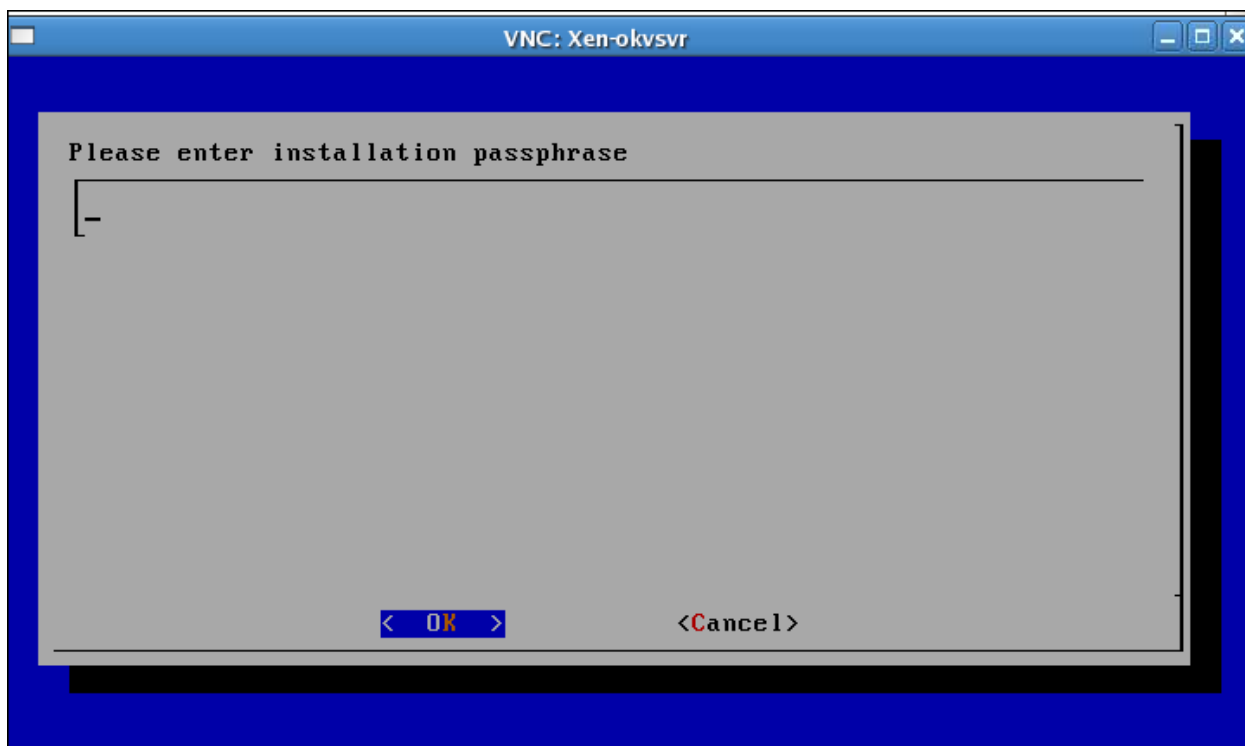 VNC: Xen-okvsvr
Please enter installation passphrase
< OK > <Cancel>